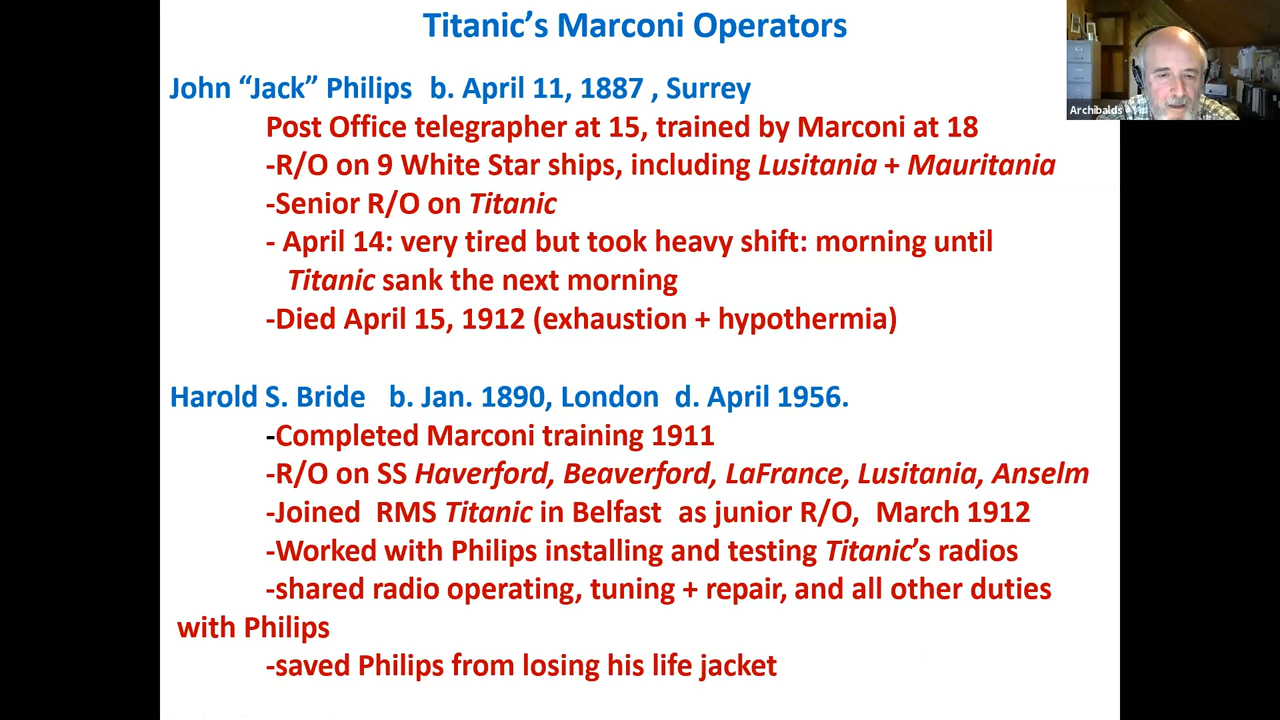 Titanic's Marconi Operators
Archibalds
John “Jack” Philips b. April 11, 1887 , Surrey
Post Office telegrapher at 15, trained by Marconi at 18
-R/O on 9 White Star ships, including Lusitania + Mauritania
-Senior R/O on Titanic
- April 14: very tired but took heavy shift: morning until
Titanic sank the next morning
-Died April 15, 1912 (exhaustion + hypothermia)
Harold S. Bride b. Jan. 1890, London d. April 1956.
-Completed Marconi training 1911
-R/O on SS Haverford, Beaverford, LaFrance, Lusitania, Anselm
-Joined RMS Titanic in Belfast as junior R/O, March 1912
-Worked with Philips installing and testing Titanic's radios
-shared radio operating, tuning + repair, and all other duties
with Philips
-saved Philips from losing his life jacket